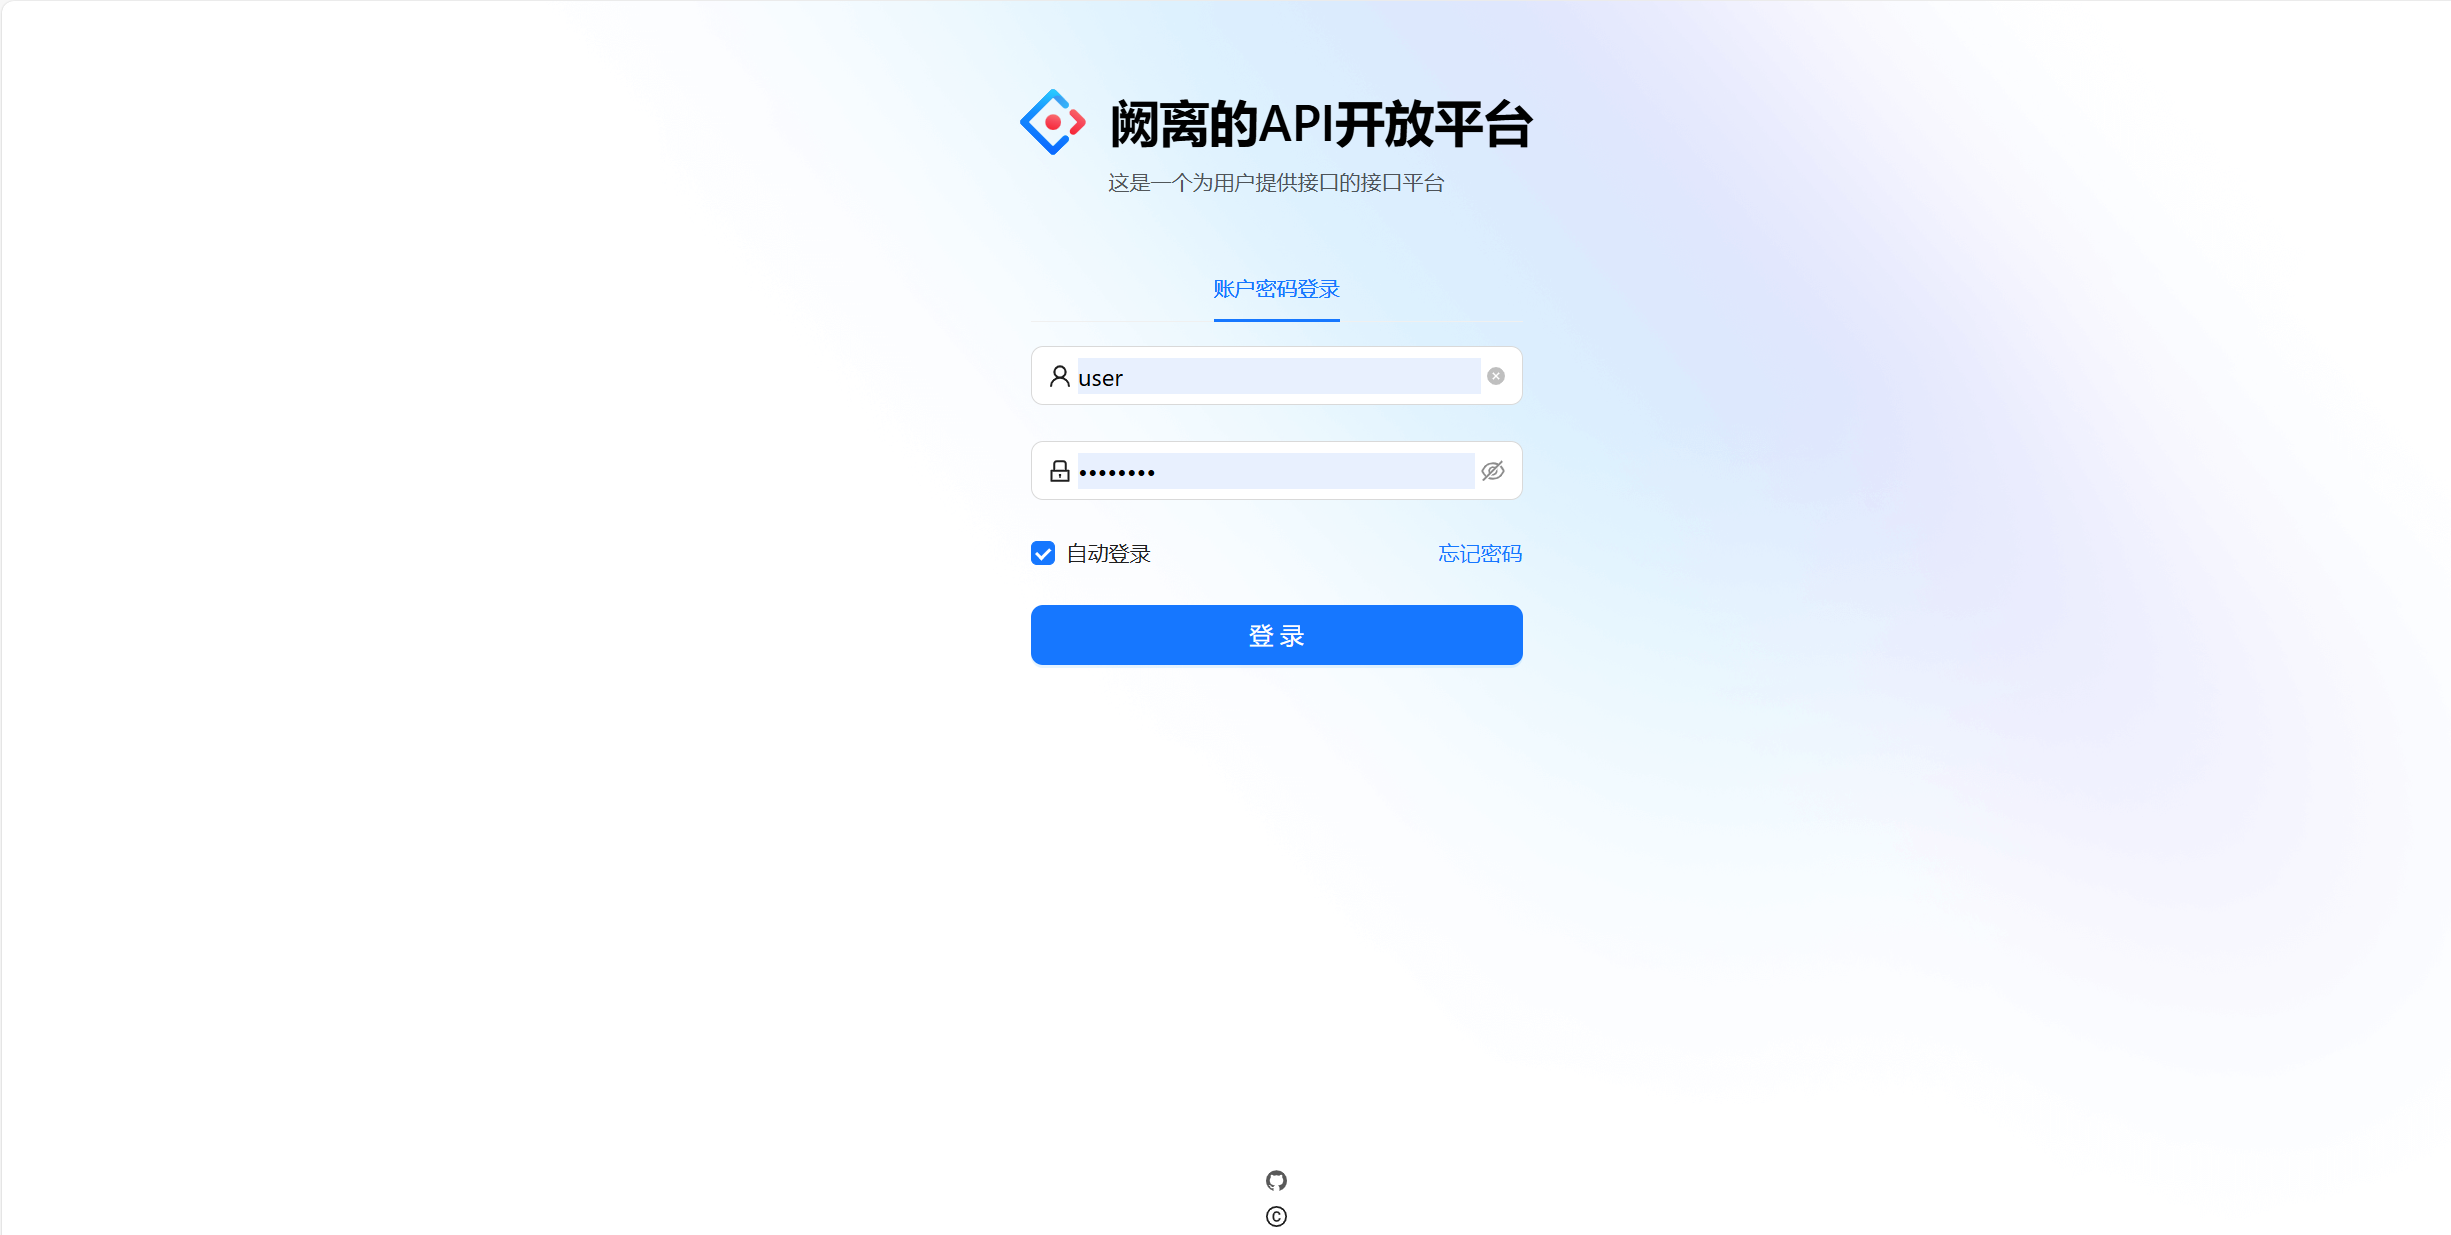 阙离的API开放平台
这是一个为用户提供接口的接口平台
账户密码登录
user
••••••••
自动登录
忘记密码
登 录
©